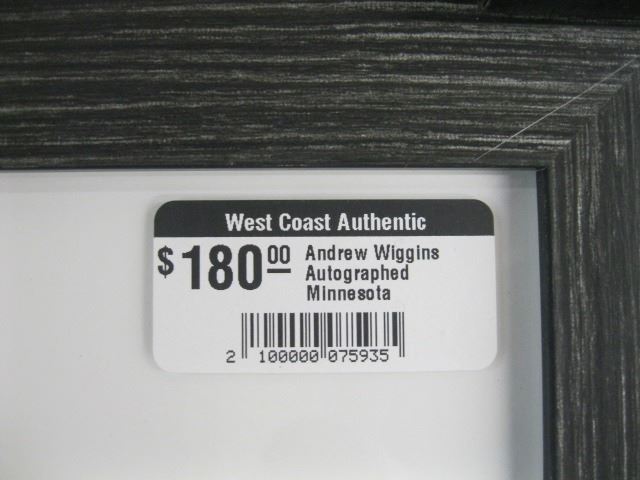 West Coast Authentic
$180.00 Andrew Wiggins
Autographed
Minnesota
2 100000 075935